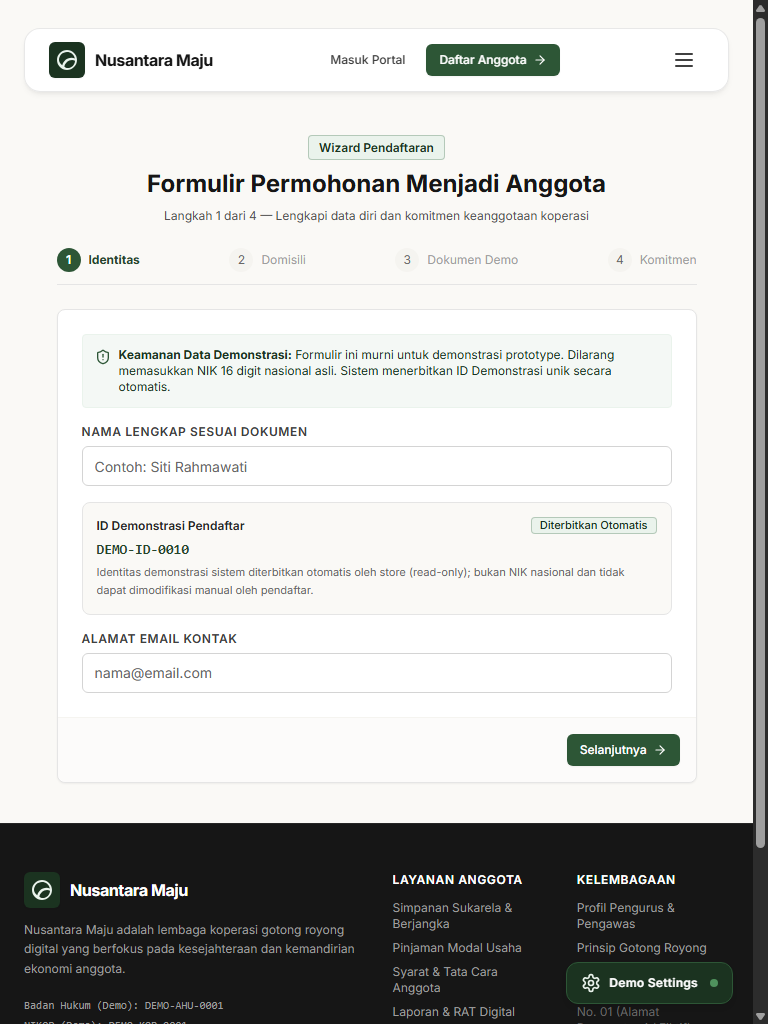 Nusantara Maju
Masuk Portal
Daftar Anggota
Wizard Pendaftaran
Formulir Permohonan Menjadi Anggota
Langkah 1 dari 4 — Lengkapi data diri dan komitmen keanggotaan koperasi
1 Identitas
2 Domisili
3 Dokumen Demo
4 Komitmen
Keamanan Data Demonstrasi: Formulir ini murni untuk demonstrasi prototype. Dilarang
memasukkan NIK 16 digit nasional asli. Sistem menerbitkan ID Demonstrasi unik secara
otomatis.
NAMA LENGKAP SESUAI DOKUMEN
Contoh: Siti Rahmawati
ID Demonstrasi Pendaftar
Diterbitkan Otomatis
DEMO-ID-0010
Identitas demonstrasi sistem diterbitkan otomatis oleh store (read-only); bukan NIK nasional dan tidak
dapat dimodifikasi manual oleh pendaftar.
ALAMAT EMAIL KONTAK
nama@email.com
Selanjutnya
Nusantara Maju
Nusantara Maju adalah lembaga koperasi gotong royong
digital yang berfokus pada kesejahteraan dan kemandirian
ekonomi anggota.
Badan Hukum (Demo): DEMO-AHU-0001
LAYANAN ANGGOTA
Simpanan Sukarela &
Berjangka
Pinjaman Modal Usaha
Syarat & Tata Cara
Anggota
Laporan & RAT Digital
KELEMBAGAAN
Profil Pengurus &
Pengawas
Prinsip Gotong Royong
Demo Settings
No. 01 (Alamat